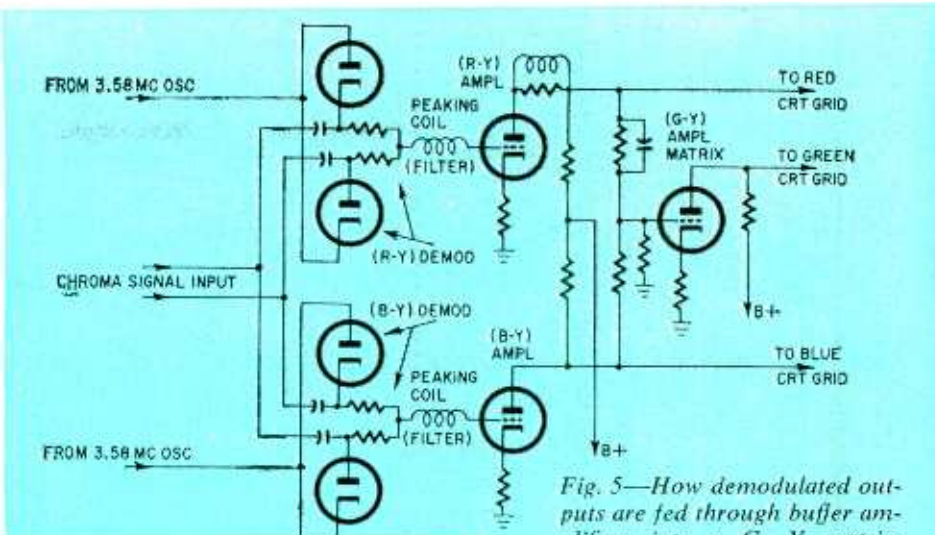 (R-Y)
AMPL
FROM 3.58 MC OSC
PEAKING
COIL
(FILTER)
TO RED
CRT GRID
(G-Y)
AMPL
MATRIX
TO GREEN
CRT GRID
(R-Y) DEMOD
CHROMA SIGNAL INPUT
(B-Y) DEMOD
B+
(B-Y)
AMPL
PEAKING
COIL
(FILTER)
TO BLUE
CRT GRID
FROM 3.58 MC OSC
B+
Fig. 5—How demodulated out-
puts are fed through buffer am-